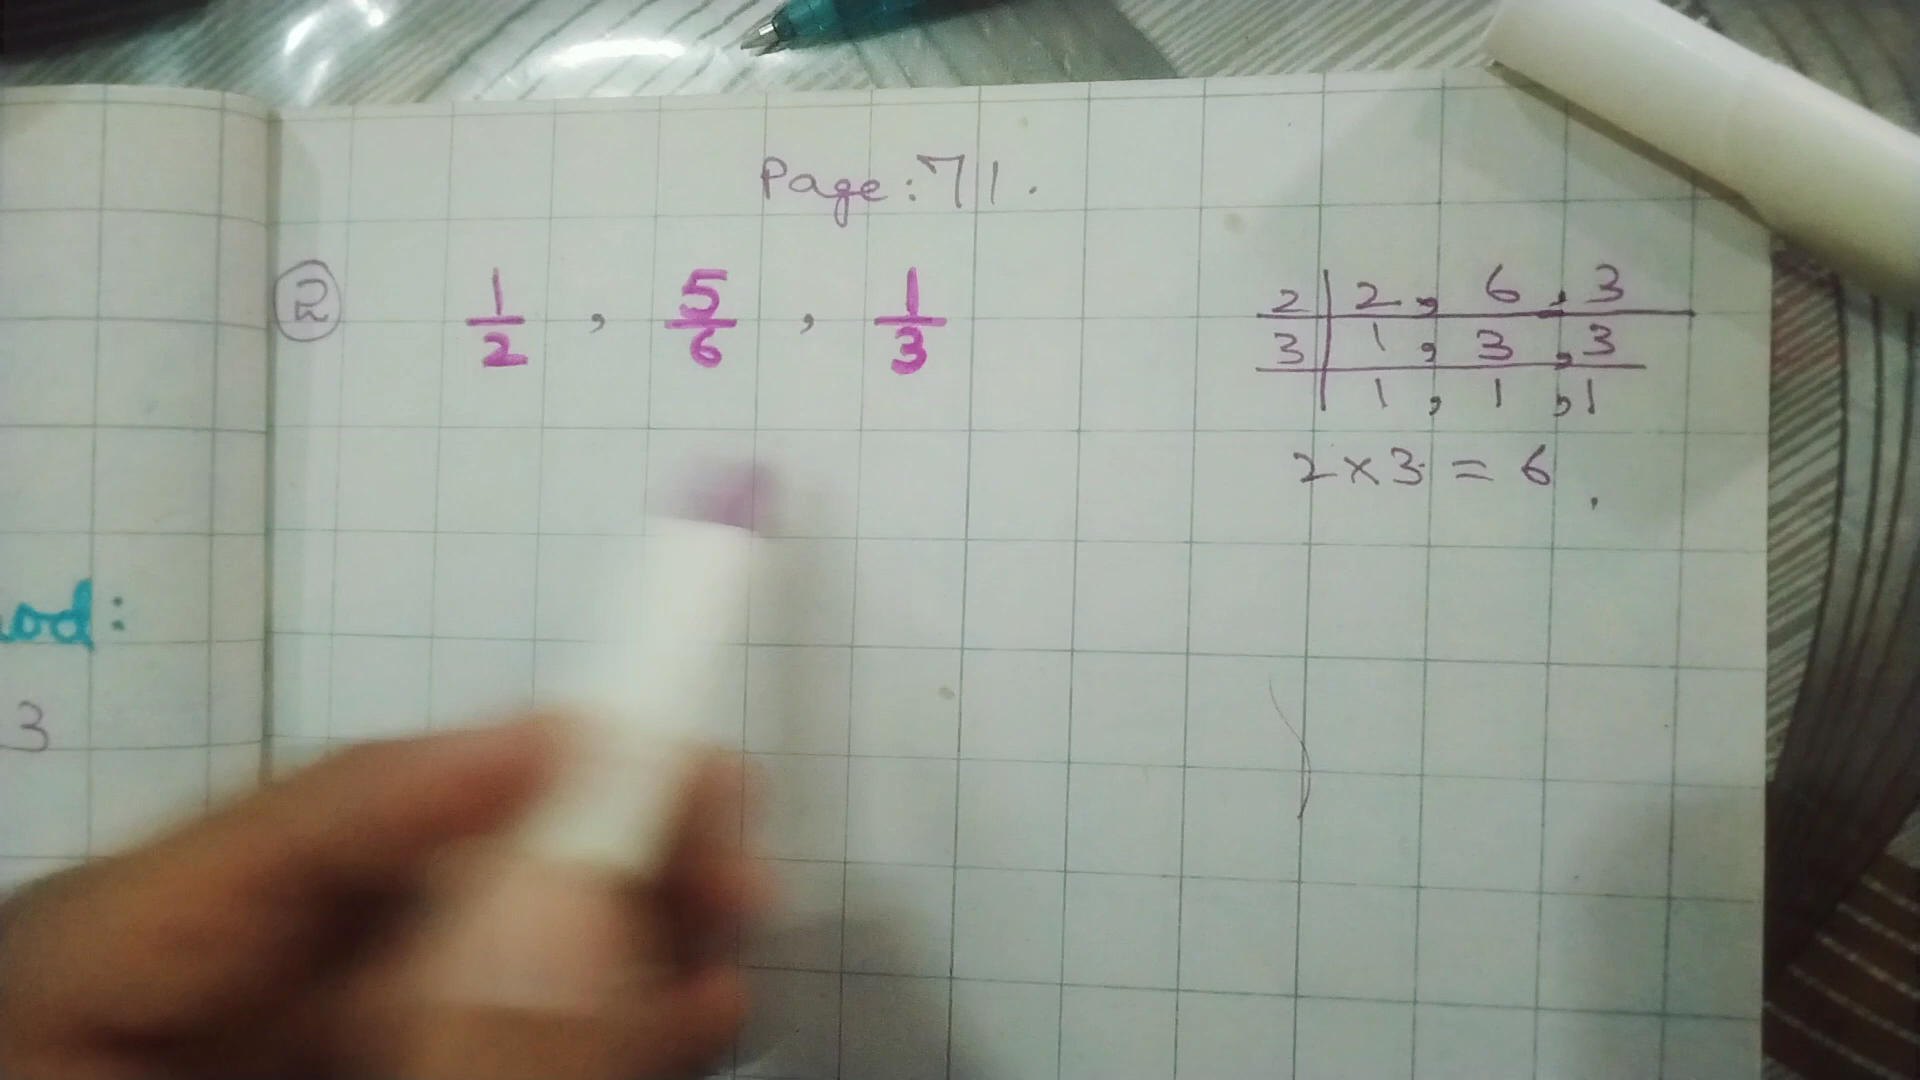 Page: 71.
② 1/2 , 5/6 , 1/3
2 | 2 , 6 , 3
3 | 1 , 3 , 3
1 , 1 , 1
2 × 3 = 6 .
od:
3